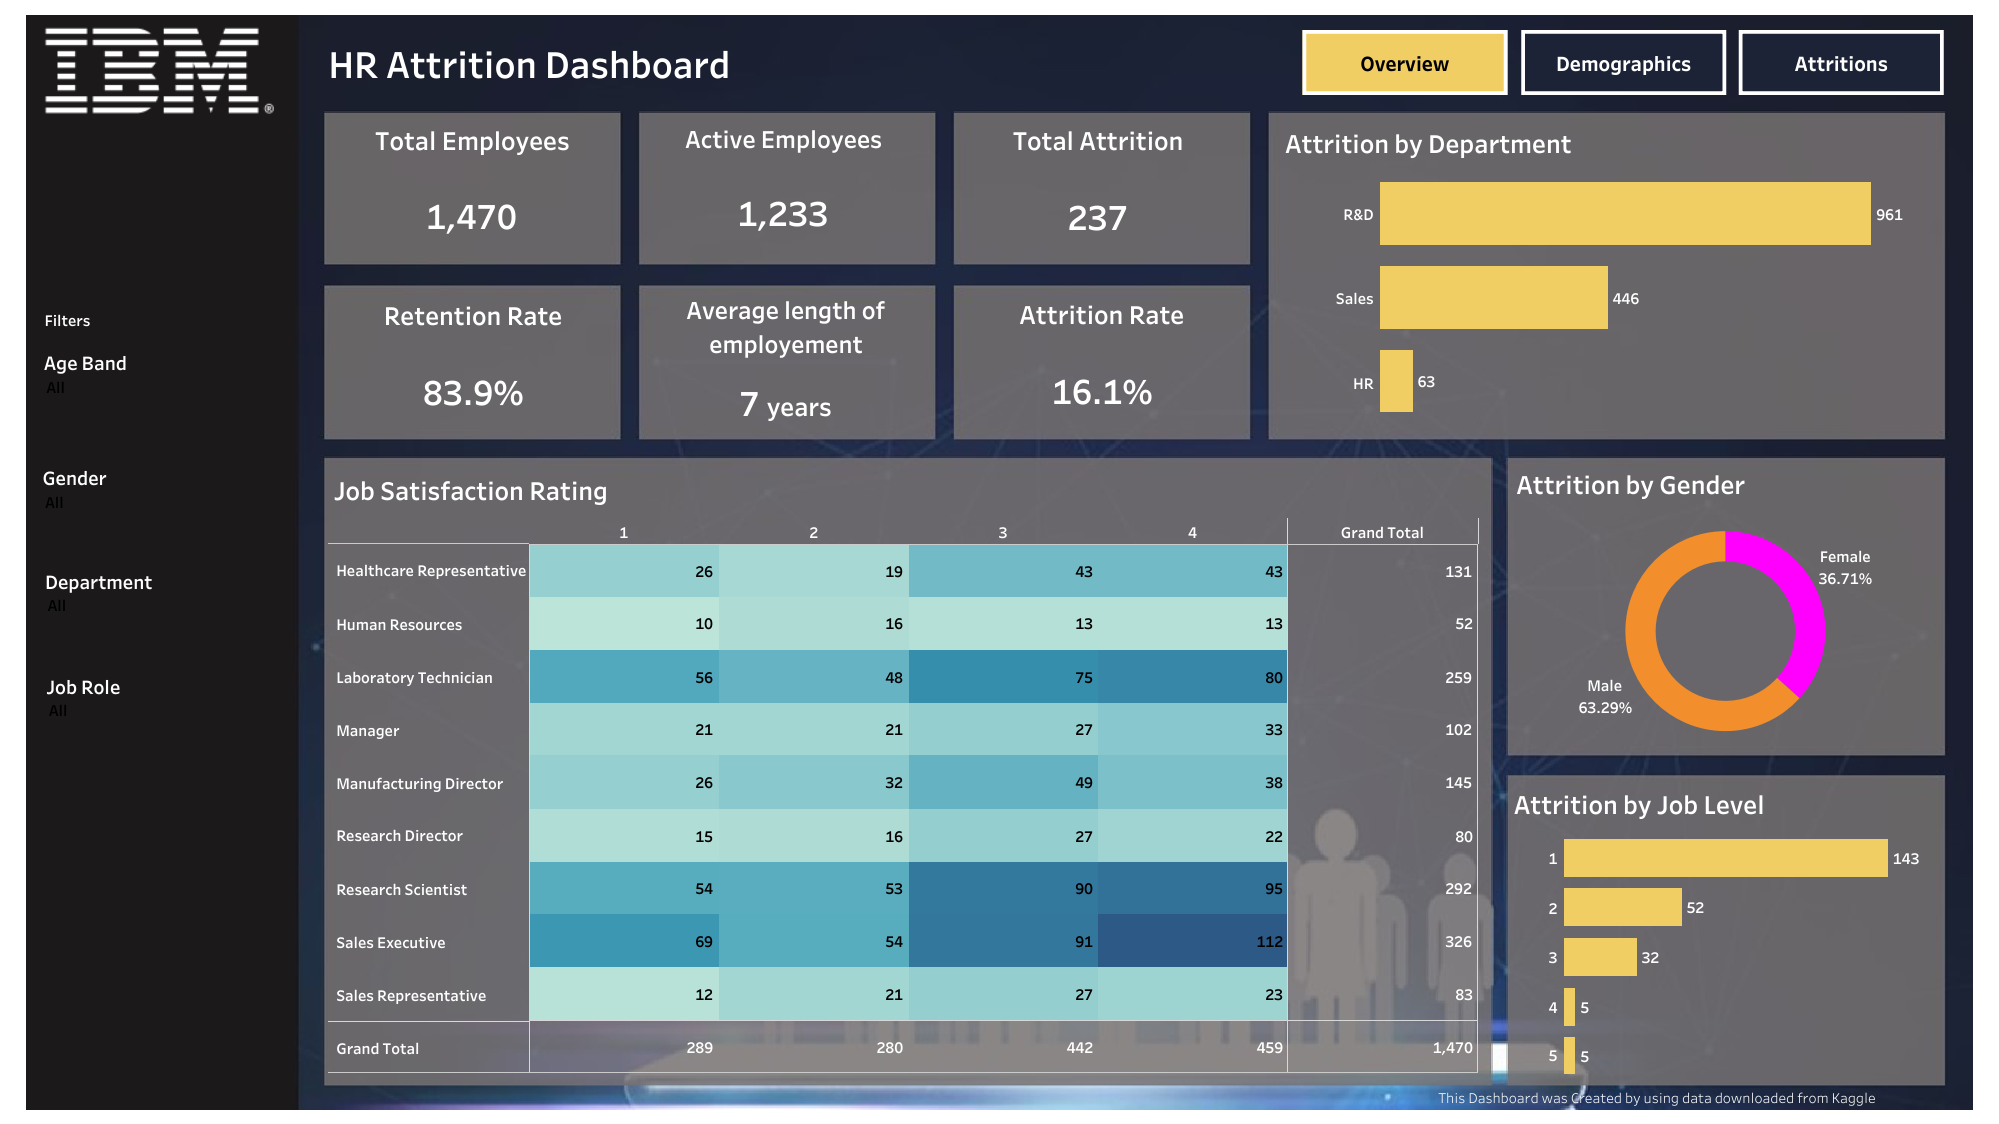 IBM®
HR Attrition Dashboard
Overview
Demographics
Attritions
Total Employees
1,470
Active Employees
1,233
Total Attrition
237
Retention Rate
83.9%
Average length of
employement
7 years
Attrition Rate
16.1%
Attrition by Department
R&D 961
Sales 446
HR 63
Filters
Age Band
All
Gender
All
Department
All
Job Role
All
Job Satisfaction Rating
1 2 3 4 Grand Total
Healthcare Representative 26 19 43 43 131
Human Resources 10 16 13 13 52
Laboratory Technician 56 48 75 80 259
Manager 21 21 27 33 102
Manufacturing Director 26 32 49 38 145
Research Director 15 16 27 22 80
Research Scientist 54 53 90 95 292
Sales Executive 69 54 91 112 326
Sales Representative 12 21 27 23 83
Grand Total 289 280 442 459 1,470
Attrition by Gender
Female
36.71%
Male
63.29%
Attrition by Job Level
1 143
2 52
3 32
4 5
5 5
This Dashboard was Created by using data downloaded from Kaggle